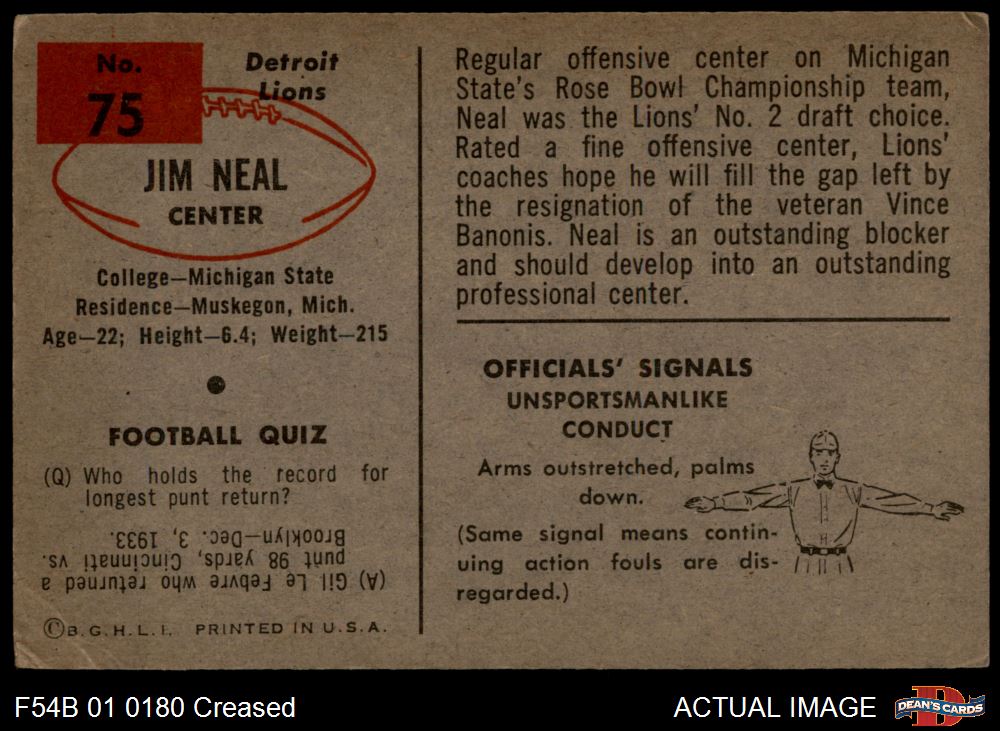 No.
75
Detroit
Lions
JIM NEAL
CENTER
College—Michigan State
Residence—Muskegon, Mich.
Age—22; Height—6.4; Weight—215
FOOTBALL QUIZ
(Q) Who holds the record for
longest punt return?
(A) Gil Le Febvre who returned a
punt 98 yards, Cincinnati vs.
Brooklyn—Dec. 3, 1933.
©B.G.H.L.I. PRINTED IN U.S.A.
Regular offensive center on Michigan
State's Rose Bowl Championship team,
Neal was the Lions' No. 2 draft choice.
Rated a fine offensive center, Lions'
coaches hope he will fill the gap left by
the resignation of the veteran Vince
Banonis. Neal is an outstanding blocker
and should develop into an outstanding
professional center.
OFFICIALS' SIGNALS
UNSPORTSMANLIKE
CONDUCT
Arms outstretched, palms
down.
(Same signal means contin-
uing action fouls are dis-
regarded.)
F54B 01 0180 Creased
ACTUAL IMAGE
D
DEAN'S CARDS